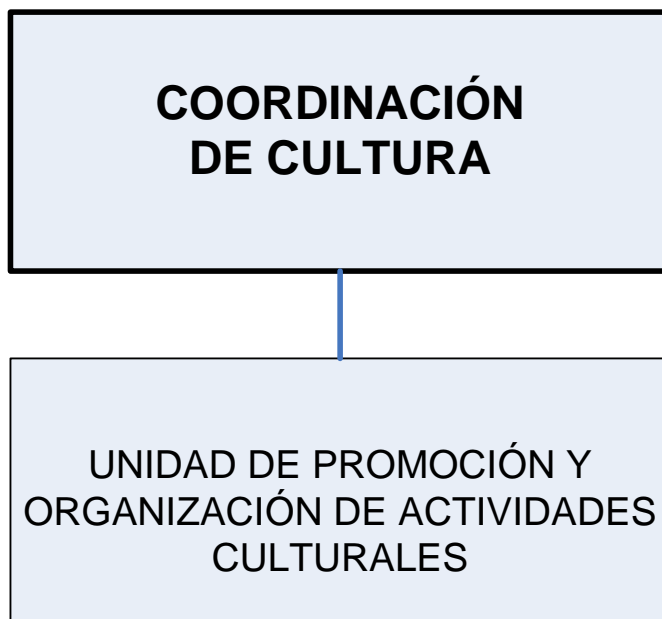 COORDINACIÓN
DE CULTURA
UNIDAD DE PROMOCIÓN Y
ORGANIZACIÓN DE ACTIVIDADES
CULTURALES